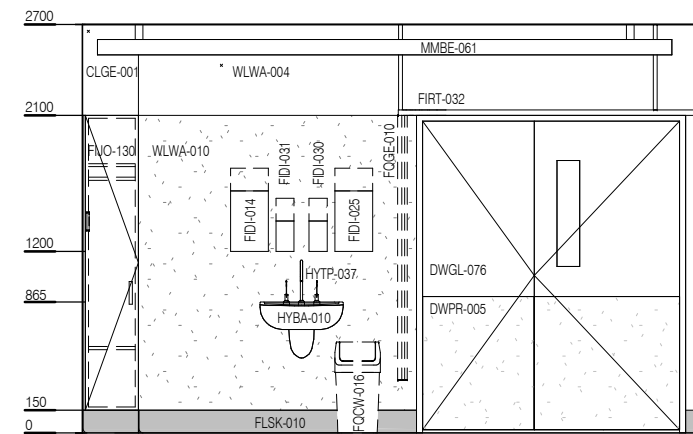 2700
MMBE-061
CLGE-001
WLWA-004
FIRT-032
2100
FIJO-130
WLWA-010
FIDI-031
FIDI-030
FQGE-010
FIDI-014
FIDI-025
1200
HYTP-037
DWGL-076
865
DWPR-005
HYBA-010
FQCW-016
150
FLSK-010
0